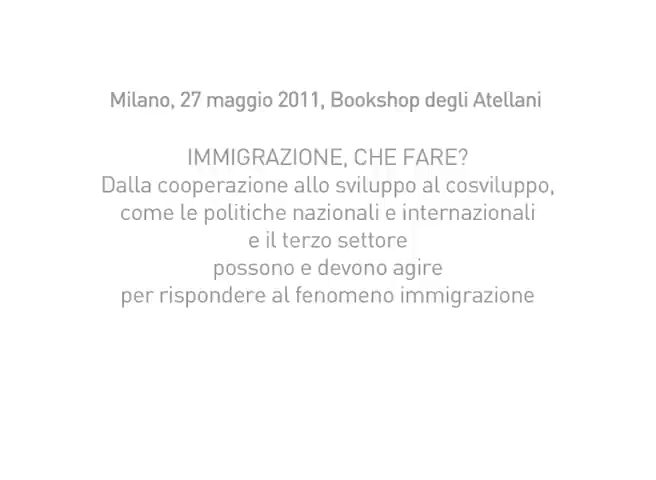 Milano, 27 maggio 2011, Bookshop degli Atellani
IMMIGRAZIONE, CHE FARE?
Dalla cooperazione allo sviluppo al cosviluppo,
come le politiche nazionali e internazionali
e il terzo settore
possono e devono agire
per rispondere al fenomeno immigrazione